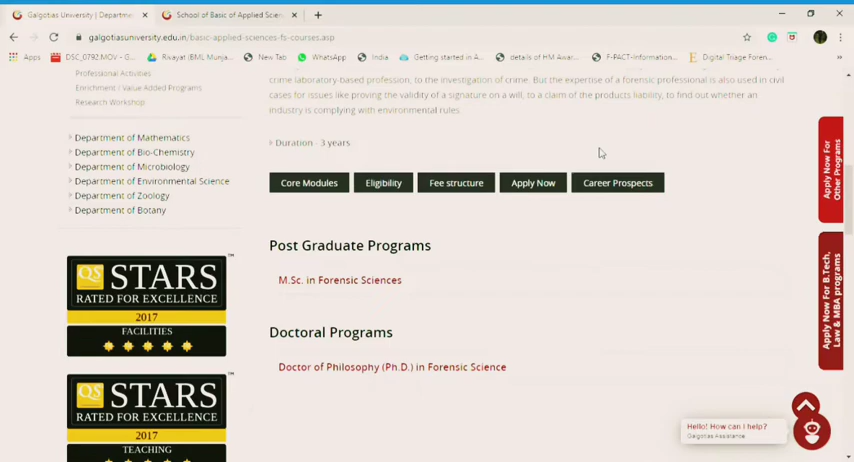 Galgotias University | Departme
School of Basic of Applied Scien
galgotiasuniversity.edu.in/basic-applied-sciences-fs-courses.asp
Apps
DSC_0792.MOV - G...
Rivayat (BML Munja...
New Tab
WhatsApp
India
Getting started in A...
details of HM Awar...
F-PACT-Information...
Digital Triage Foren...
Professional Activities
Enrichment / Value Added Programs
Research Workshop
Department of Mathematics
Department of Bio-Chemistry
Department of Microbiology
Department of Environmental Science
Department of Zoology
Department of Botany
QS STARS™
RATED FOR EXCELLENCE
2017
FACILITIES
QS STARS™
RATED FOR EXCELLENCE
2017
TEACHING
crime laboratory-based profession, to the investigation of crime. But the expertise of a forensic professional is also used in civil
cases for issues like proving the validity of a signature on a will, to a claim of the products liability, to find out whether an
industry is complying with environmental rules.
Duration - 3 years
Core Modules
Eligibility
Fee structure
Apply Now
Career Prospects
Post Graduate Programs
M.Sc. in Forensic Sciences
Doctoral Programs
Doctor of Philosophy (Ph.D.) in Forensic Science
Apply Now For
Other Programs
Apply Now For B.Tech,
Law & MBA programs
Hello! How can I help?
Galgotias Assistance